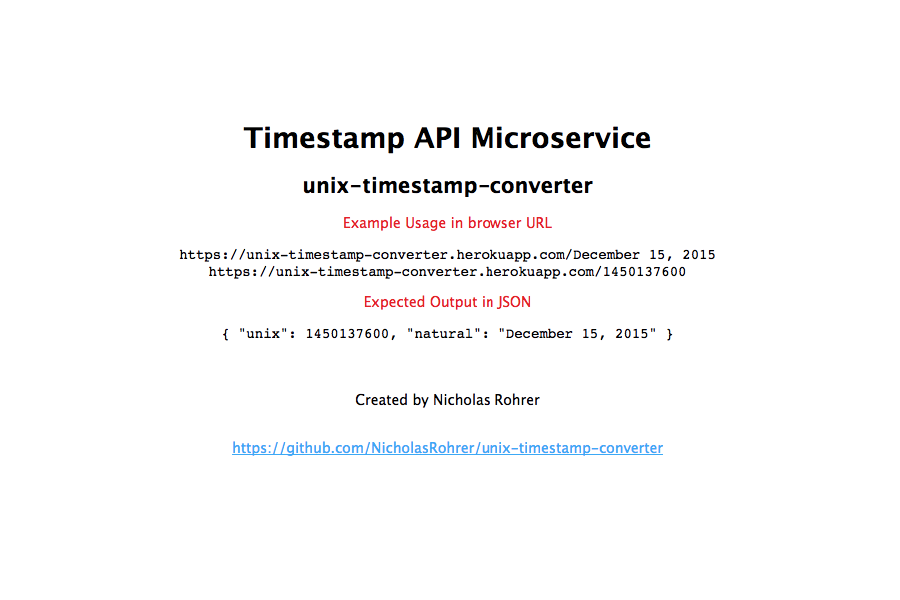 Timestamp API Microservice
unix-timestamp-converter
Example Usage in browser URL
https://unix-timestamp-converter.herokuapp.com/December 15, 2015
https://unix-timestamp-converter.herokuapp.com/1450137600
Expected Output in JSON
{ "unix": 1450137600, "natural": "December 15, 2015" }
Created by Nicholas Rohrer
https://github.com/NicholasRohrer/unix-timestamp-converter